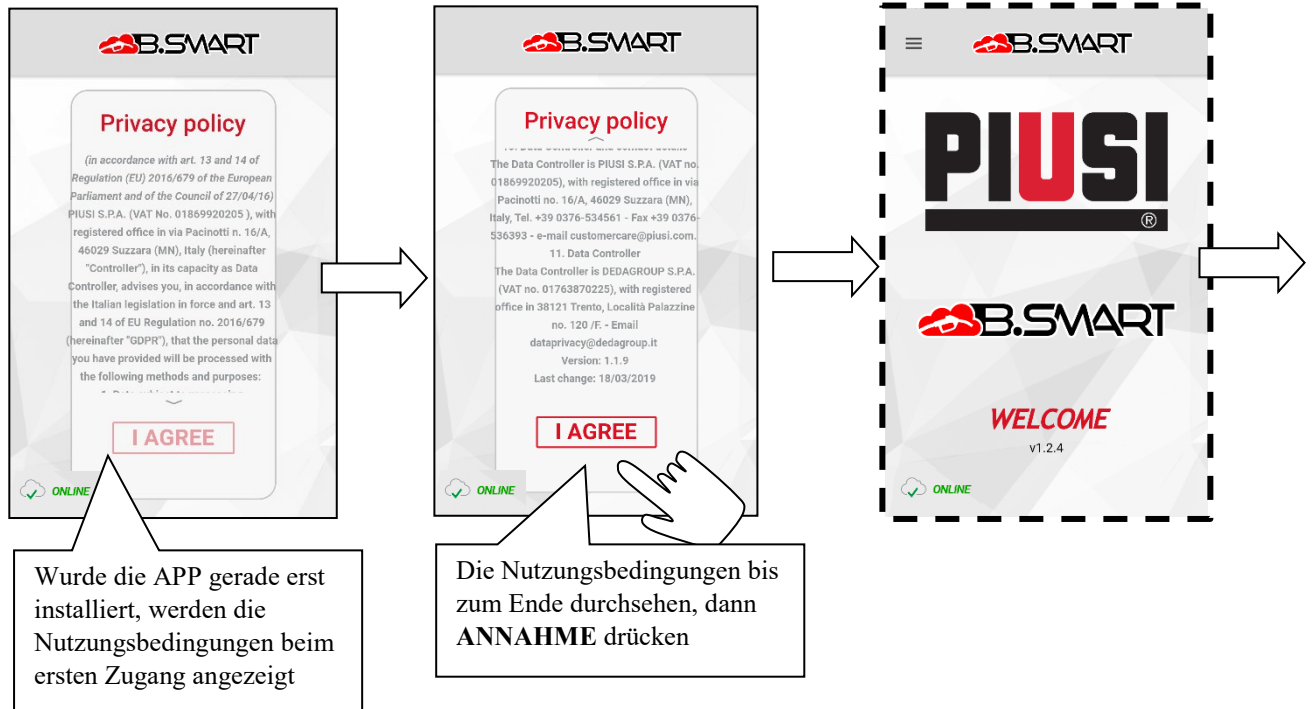 B.SMART
Privacy policy
(in accordance with art. 13 and 14 of
Regulation (EU) 2016/679 of the European
Parliament and of the Council of 27/04/16)
PIUSI S.P.A. (VAT No. 01869920205 ), with
registered office in via Pacinotti n. 16/A,
46029 Suzzara (MN), Italy (hereinafter
"Controller"), in its capacity as Data
Controller, advises you, in accordance with
the Italian legislation in force and art. 13
and 14 of EU Regulation no. 2016/679
(hereinafter "GDPR"), that the personal data
you have provided will be processed with
the following methods and purposes:
I AGREE
ONLINE
Wurde die APP gerade erst
installiert, werden die
Nutzungsbedingungen beim
ersten Zugang angezeigt
B.SMART
Privacy policy
The Data Controller is PIUSI S.P.A. (VAT no.
01869920205), with registered office in via
Pacinotti no. 16/A, 46029 Suzzara (MN),
Italy, Tel. +39 0376-534561 - Fax +39 0376-
536393 - e-mail customercare@piusi.com.
11. Data Controller
The Data Controller is DEDAGROUP S.P.A.
(VAT no. 01763870225), with registered
office in 38121 Trento, Località Palazzine
no. 120 /F. - Email
dataprivacy@dedagroup.it
Version: 1.1.9
Last change: 18/03/2019
I AGREE
ONLINE
Die Nutzungsbedingungen bis
zum Ende durchsehen, dann
ANNAHME drücken
B.SMART
PIUSI
®
B.SMART
WELCOME
v1.2.4
ONLINE